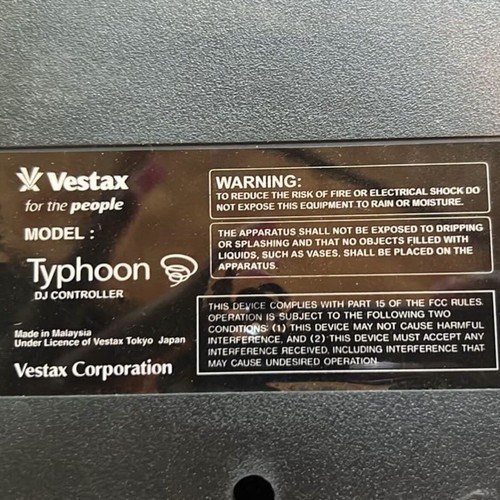 Vestax
for the people
MODEL :
Typhoon
DJ CONTROLLER
Made in Malaysia
Under Licence of Vestax Tokyo Japan
Vestax Corporation
WARNING:
TO REDUCE THE RISK OF FIRE OR ELECTRICAL SHOCK DO
NOT EXPOSE THIS EQUIPMENT TO RAIN OR MOISTURE.
THE APPARATUS SHALL NOT BE EXPOSED TO DRIPPING
OR SPLASHING AND THAT NO OBJECTS FILLED WITH
LIQUIDS, SUCH AS VASES, SHALL BE PLACED ON THE
APPARATUS.
THIS DEVICE COMPLIES WITH PART 15 OF THE FCC RULES.
OPERATION IS SUBJECT TO THE FOLLOWING TWO
CONDITIONS: (1) THIS DEVICE MAY NOT CAUSE HARMFUL
INTERFERENCE, AND (2) THIS DEVICE MUST ACCEPT ANY
INTERFERENCE RECEIVED, INCLUDING INTERFERENCE THAT
MAY CAUSE UNDESIRED OPERATION